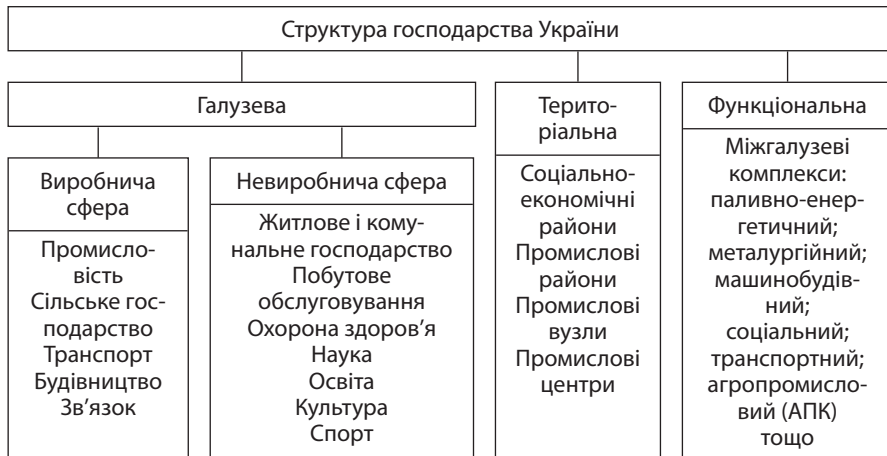 Структура господарства України
Галузева
Виробнича
сфера
Промисло-
вість
Сільське гос-
подарство
Транспорт
Будівництво
Зв’язок
Невиробнича сфера
Житлове і кому-
нальне господарство
Побутове
обслуговування
Охорона здоров’я
Наука
Освіта
Культура
Спорт
Терито-
ріальна
Соціально-
економічні
райони
Промислові
райони
Промислові
вузли
Промислові
центри
Функціональна
Міжгалузеві
комплекси:
паливно-енер-
гетичний;
металургійний;
машинобудів-
ний;
соціальний;
транспортний;
агропромисло-
вий (АПК)
тощо